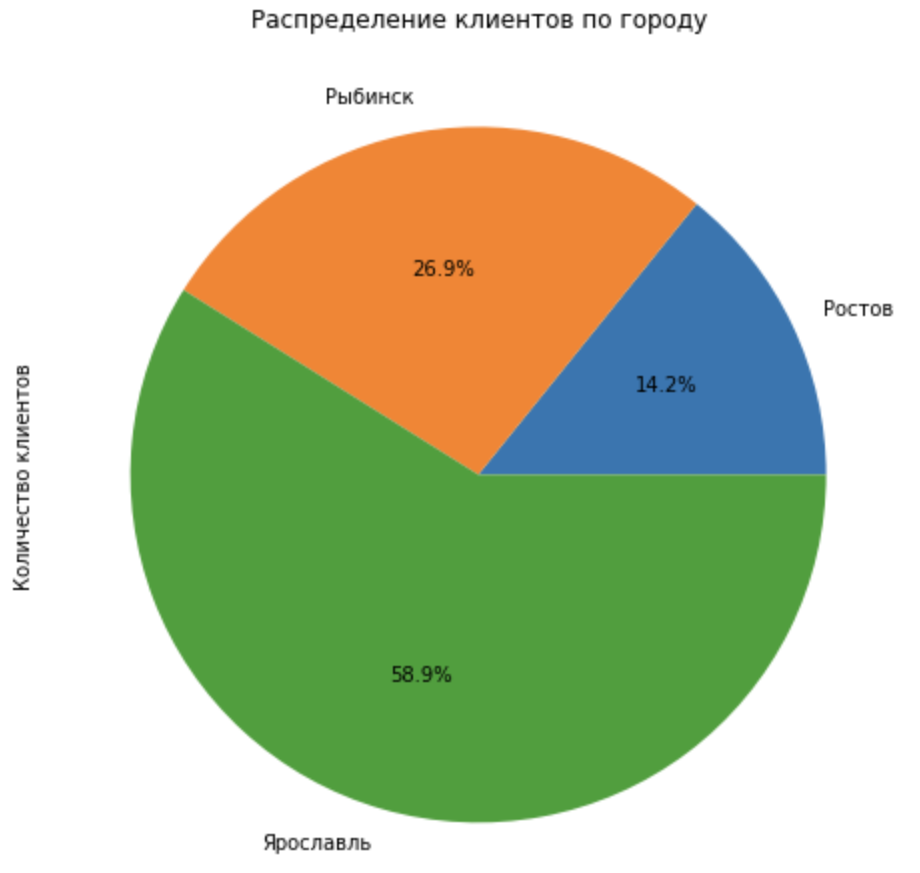 Распределение клиентов по городу
Рыбинск
26.9%
Ростов
14.2%
Количество клиентов
58.9%
Ярославль